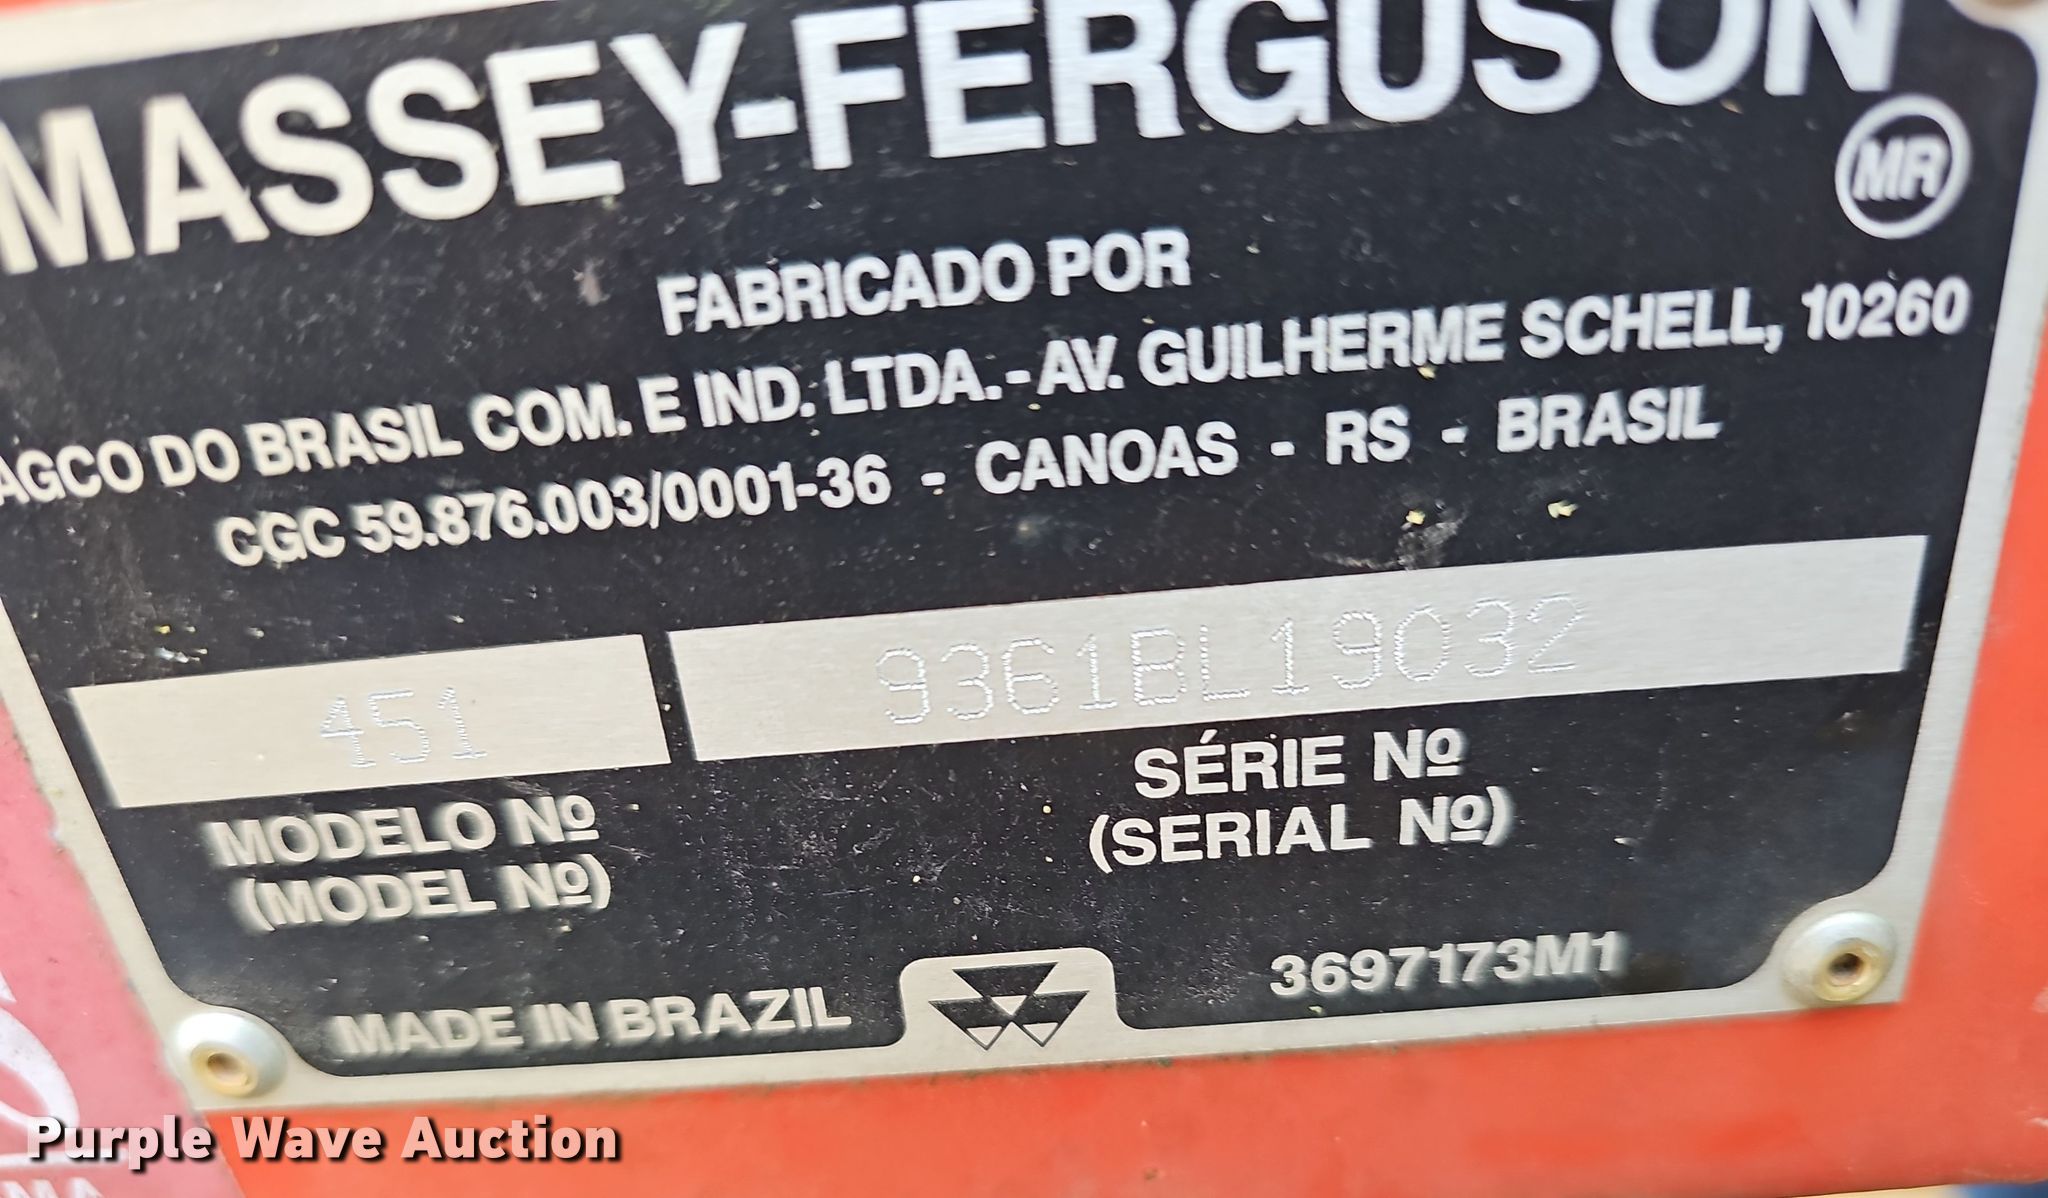 MASSEY-FERGUSON
MR
FABRICADO POR
AGCO DO BRASIL COM. E IND. LTDA. - AV. GUILHERME SCHELL, 10260
CGC 59.876.003/0001-36 - CANOAS - RS - BRASIL
451 9361BL19032
MODELO Nº SÉRIE Nº
(MODEL Nº) (SERIAL Nº)
MADE IN BRAZIL 3697173M1
Purple Wave Auction